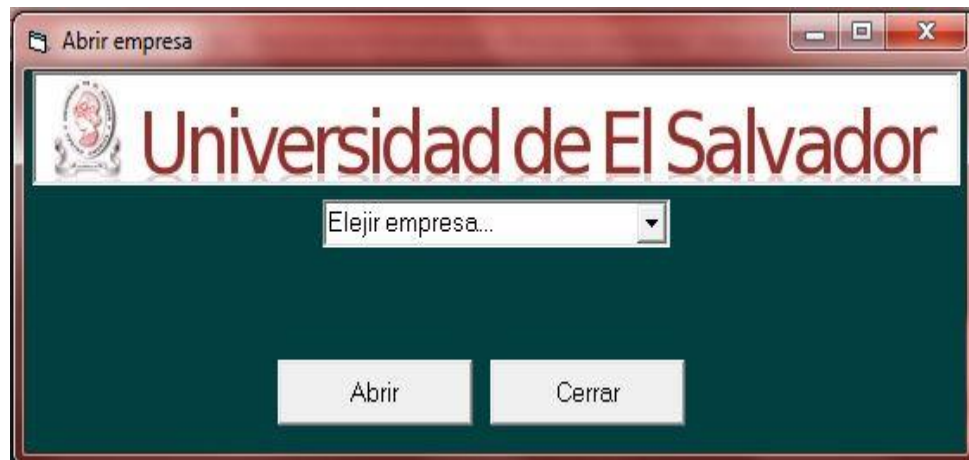 Abrir empresa
Universidad de El Salvador
Elejir empresa...
Abrir
Cerrar